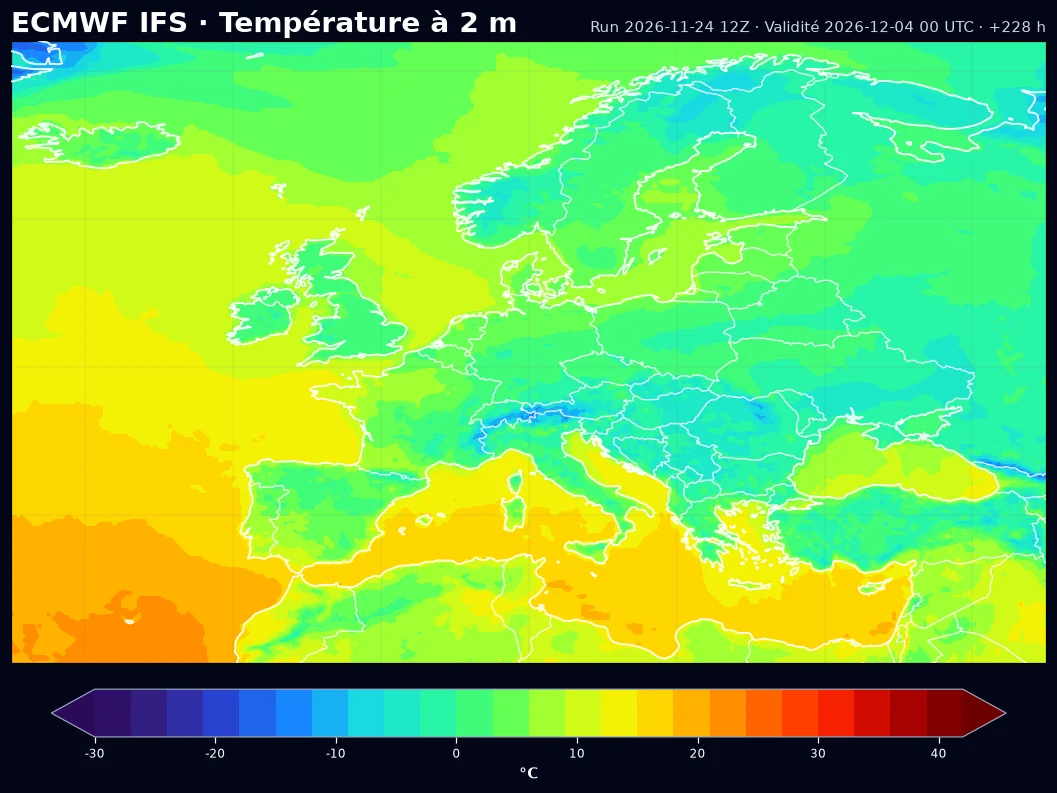 ECMWF IFS · Température à 2 m
Run 2026-11-24 12Z · Validité 2026-12-04 00 UTC · +228 h
-30 -20 -10 0 10 20 30 40
°C